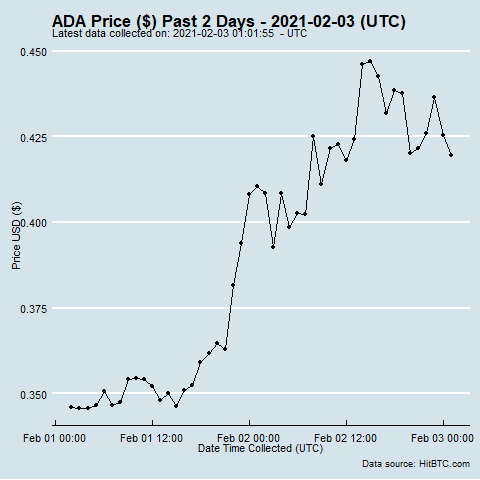 ADA Price ($) Past 2 Days - 2021-02-03 (UTC)
Latest data collected on: 2021-02-03 01:01:55 - UTC
0.450
0.425
0.400
0.375
0.350
Price USD ($)
Feb 01 00:00 Feb 01 12:00 Feb 02 00:00 Feb 02 12:00 Feb 03 00:00
Date Time Collected (UTC)
Data source: HitBTC.com